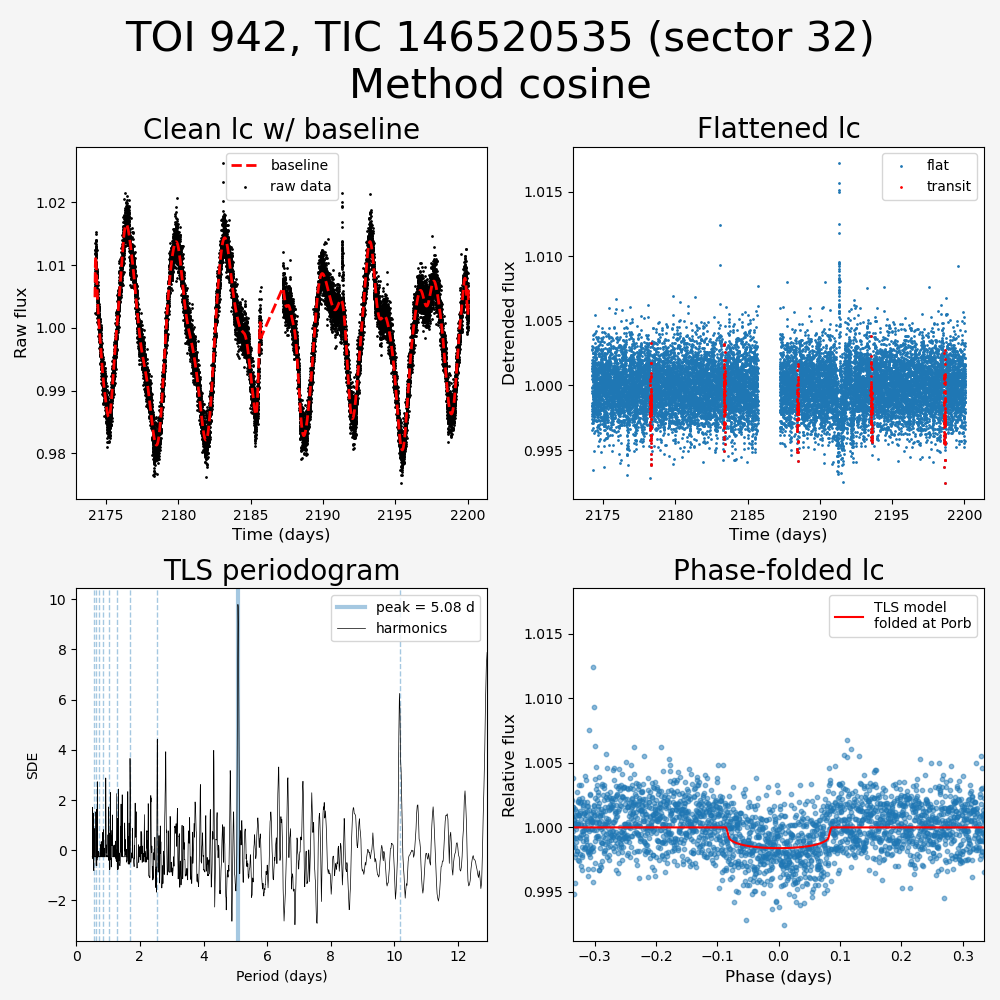 TOI 942, TIC 146520535 (sector 32)
Method cosine
Clean lc w/ baseline
baseline
raw data
1.02
1.01
1.00
0.99
0.98
Raw flux
2175
2180
2185
2190
2195
2200
Time (days)
Flattened lc
flat
transit
1.015
1.010
1.005
1.000
0.995
Detrended flux
2175
2180
2185
2190
2195
2200
Time (days)
TLS periodogram
peak = 5.08 d
harmonics
10
8
6
4
2
0
−2
SDE
0
2
4
6
8
10
12
Period (days)
Phase-folded lc
TLS model
folded at Porb
1.015
1.010
1.005
1.000
0.995
Relative flux
−0.3
−0.2
−0.1
0.0
0.1
0.2
0.3
Phase (days)